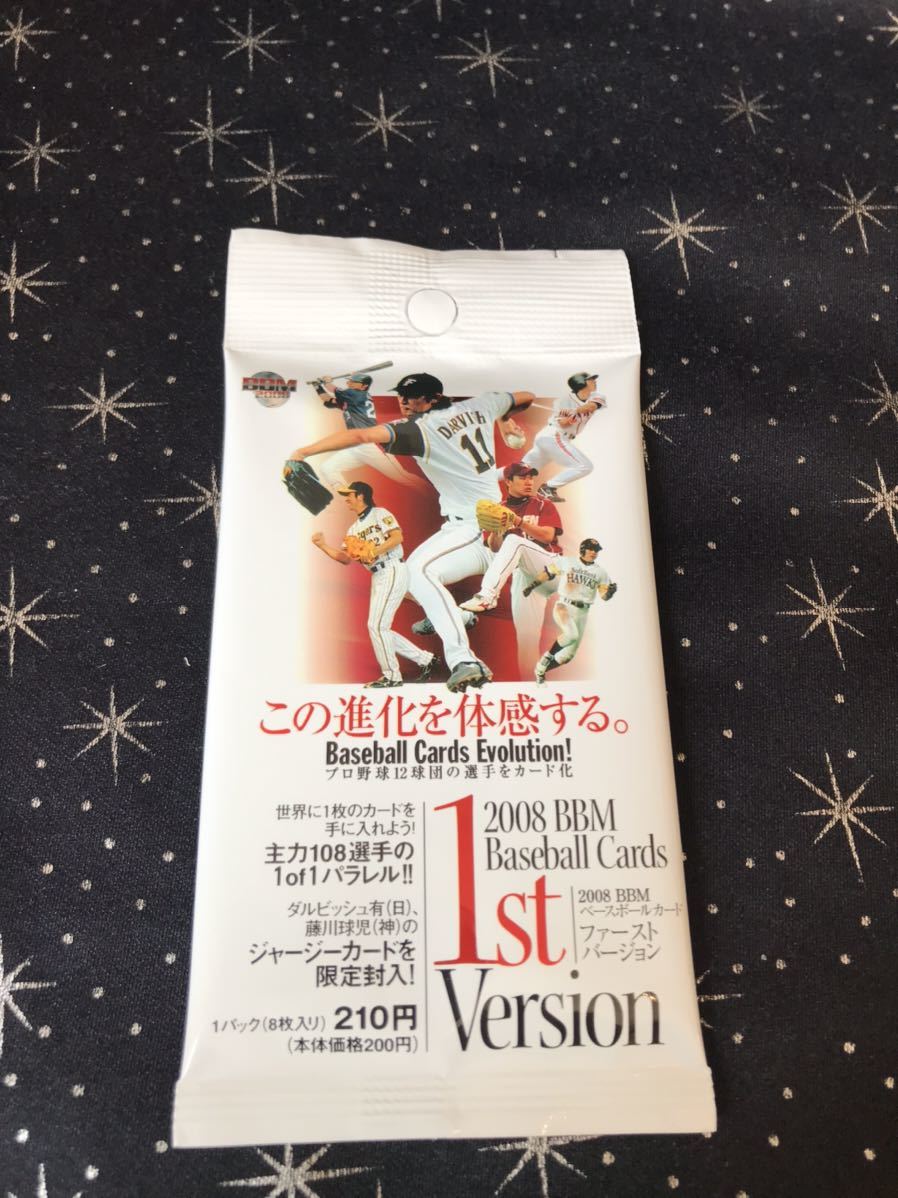 BBM
2008
DARVISH
11
2
Tigers
HAWKS
この進化を体感する。
Baseball Cards Evolution!
プロ野球12球団の選手をカード化
世界に1枚のカードを
手に入れよう!
主力108選手の
1of1パラレル!!
ダルビッシュ有(日)、
藤川球児(神)の
ジャージーカードを
限定封入!
1パック(8枚入り) 210円
(本体価格200円)
2008 BBM
Baseball Cards
1st
Version
2008 BBM
ベースボールカード
ファースト
バージョン